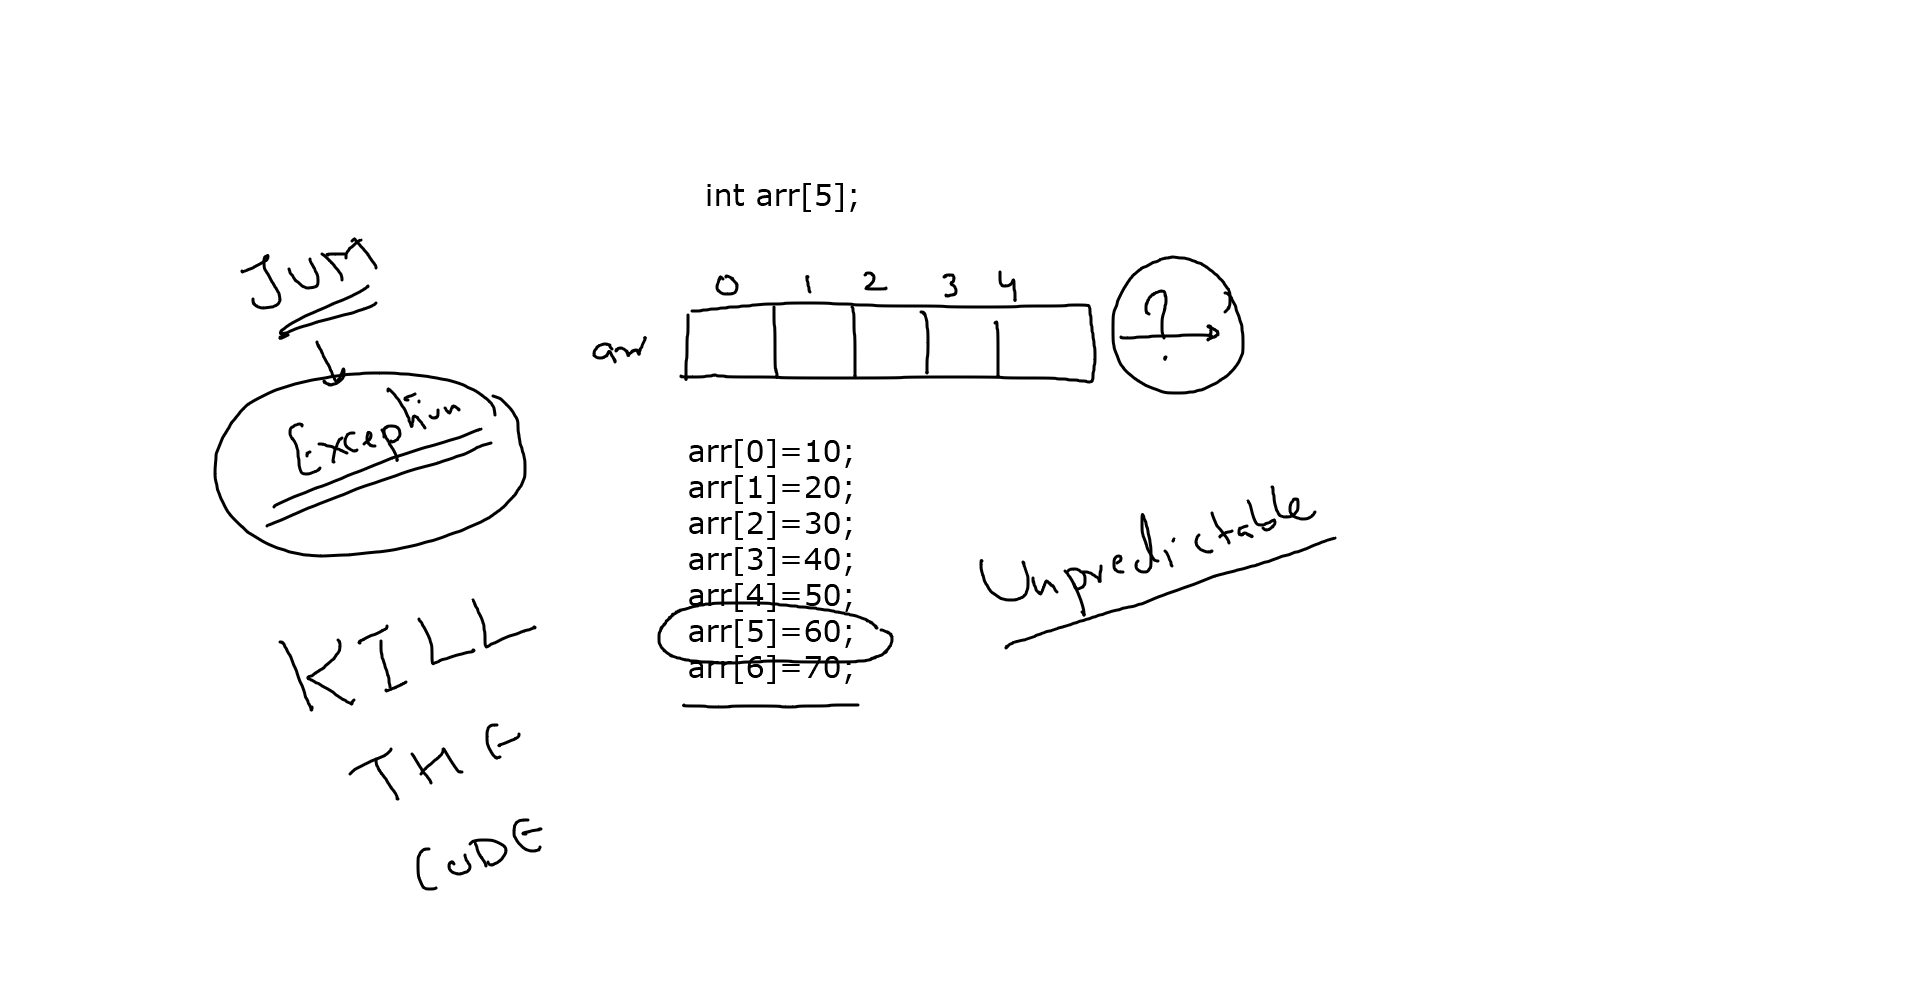 int arr[5];
JVM
0 1 2 3 4
arr
?
Exception
arr[0]=10;
arr[1]=20;
arr[2]=30;
arr[3]=40;
arr[4]=50;
arr[5]=60;
arr[6]=70;
Unpredictable
KILL
THE
CODE